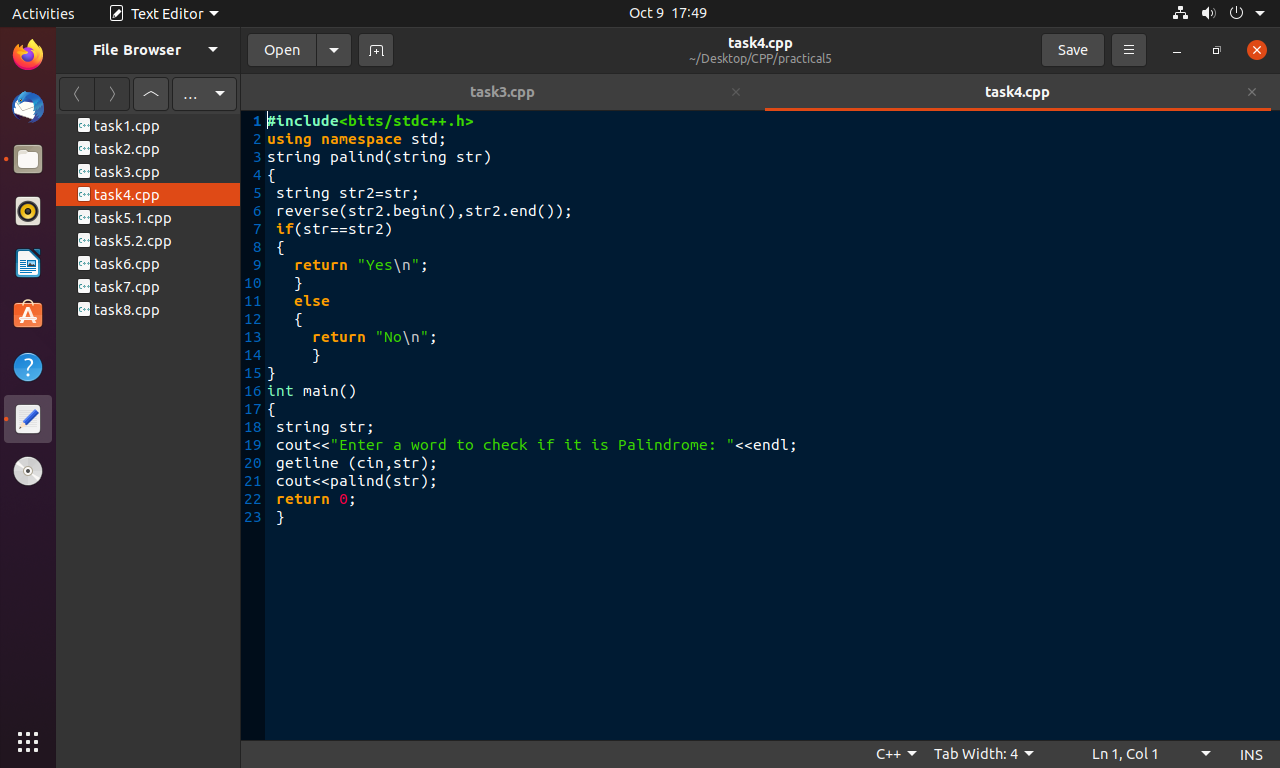 Activities
Text Editor
Oct 9 17:49
File Browser
Open
task4.cpp
~/Desktop/CPP/practical5
Save
...
task3.cpp
task4.cpp
task1.cpp
task2.cpp
task3.cpp
task4.cpp
task5.1.cpp
task5.2.cpp
task6.cpp
task7.cpp
task8.cpp
1 #include<bits/stdc++.h>
2 using namespace std;
3 string palind(string str)
4 {
5 string str2=str;
6 reverse(str2.begin(),str2.end());
7 if(str==str2)
8 {
9 return "Yes\n";
10 }
11 else
12 {
13 return "No\n";
14 }
15 }
16 int main()
17 {
18 string str;
19 cout<<"Enter a word to check if it is Palindrome: "<<endl;
20 getline (cin,str);
21 cout<<palind(str);
22 return 0;
23 }
C++ Tab Width: 4 Ln 1, Col 1 INS